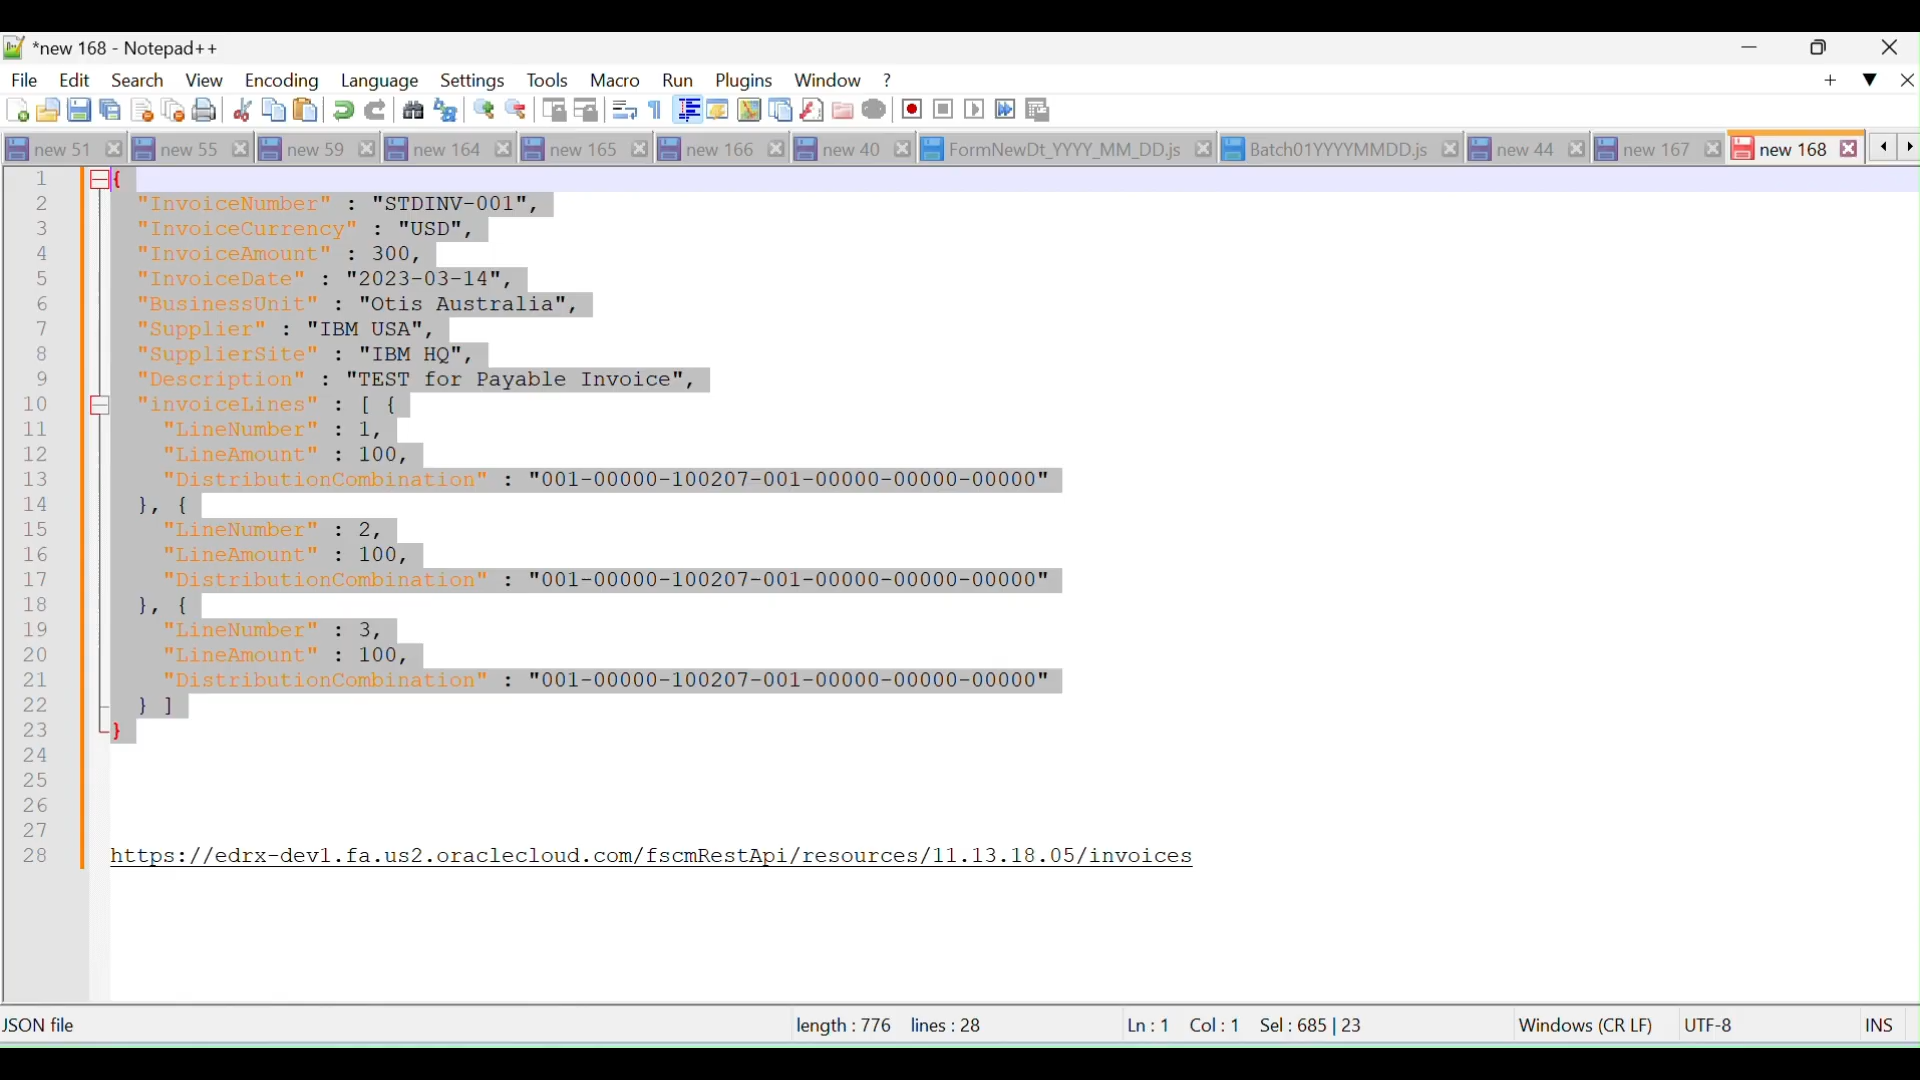 *new 168 - Notepad++
File Edit Search View Encoding Language Settings Tools Macro Run Plugins Window ?
new 51 new 55 new 59 new 164 new 165 new 166 new 40 FormNewDt_YYYY_MM_DD.js Batch01YYYYMMDD.js new 44 new 167 new 168
1 {
2 "InvoiceNumber" : "STDINV-001",
3 "InvoiceCurrency" : "USD",
4 "InvoiceAmount" : 300,
5 "InvoiceDate" : "2023-03-14",
6 "BusinessUnit" : "Otis Australia",
7 "Supplier" : "IBM USA",
8 "SupplierSite" : "IBM HQ",
9 "Description" : "TEST for Payable Invoice",
10 "invoiceLines" : [ {
11 "LineNumber" : 1,
12 "LineAmount" : 100,
13 "DistributionCombination" : "001-00000-100207-001-00000-00000-00000"
14 }, {
15 "LineNumber" : 2,
16 "LineAmount" : 100,
17 "DistributionCombination" : "001-00000-100207-001-00000-00000-00000"
18 }, {
19 "LineNumber" : 3,
20 "LineAmount" : 100,
21 "DistributionCombination" : "001-00000-100207-001-00000-00000-00000"
22 } ]
23 }
24
25
26
27
28 https://edrx-dev1.fa.us2.oraclecloud.com/fscmRestApi/resources/11.13.18.05/invoices
JSON file length : 776 lines : 28 Ln : 1 Col : 1 Sel : 685 | 23 Windows (CR LF) UTF-8 INS